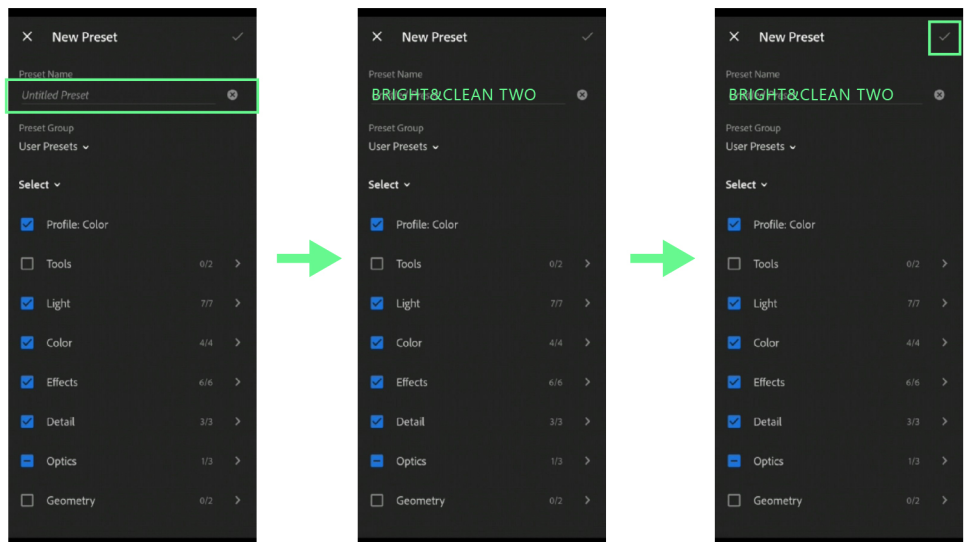 New Preset
Preset Name
Untitled Preset
Preset Group
User Presets
Select
Profile: Color
Tools 0/2
Light 7/7
Color 4/4
Effects 6/6
Detail 3/3
Optics 1/3
Geometry 0/2
New Preset
Preset Name
BRIGHT&CLEAN TWO
Preset Group
User Presets
Select
Profile: Color
Tools 0/2
Light 7/7
Color 4/4
Effects 6/6
Detail 3/3
Optics 1/3
Geometry 0/2
New Preset
Preset Name
BRIGHT&CLEAN TWO
Preset Group
User Presets
Select
Profile: Color
Tools 0/2
Light 7/7
Color 4/4
Effects 6/6
Detail 3/3
Optics 1/3
Geometry 0/2